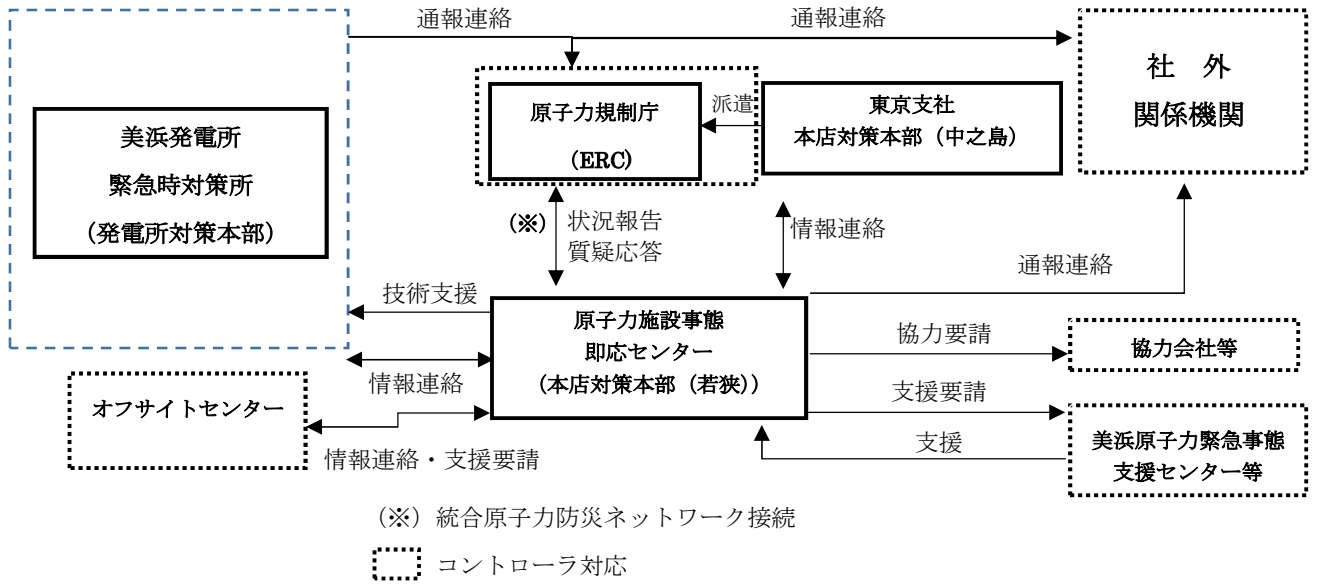 通報連絡
通報連絡
美浜発電所
緊急時対策所
(発電所対策本部)
原子力規制庁
(ERC)
派遣
東京支社
本店対策本部(中之島)
社 外
関係機関
(※)
状況報告
質疑応答
情報連絡
通報連絡
技術支援
原子力施設事態
即応センター
(本店対策本部(若狭))
協力要請
協力会社等
情報連絡
オフサイトセンター
支援要請
支援
美浜原子力緊急事態
支援センター等
情報連絡・支援要請
(※)統合原子力防災ネットワーク接続
コントローラ対応